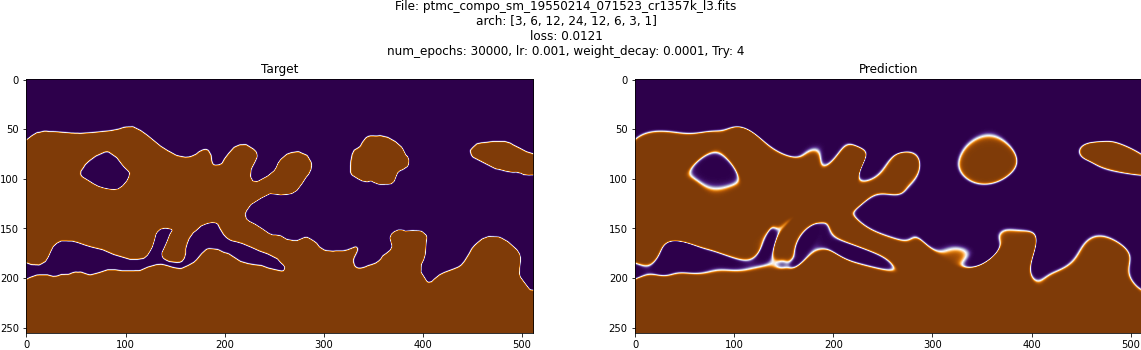 File: ptmc_compo_sm_19550214_071523_cr1357k_l3.fits
arch: [3, 6, 12, 24, 12, 6, 3, 1]
loss: 0.0121
num_epochs: 30000, lr: 0.001, weight_decay: 0.0001, Try: 4
Target
0
50
100
150
200
250
0 100 200 300 400 500
Prediction
0
50
100
150
200
250
0 100 200 300 400 500